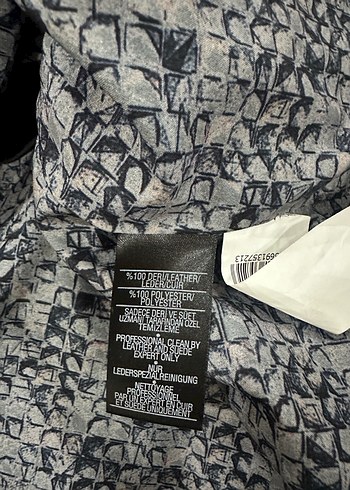 %100 DERİ/LEATHER/
LEDER/CUIR
%100 POLYESTER/
POLYESTER
SADECE DERİ VE SÜET
UZMANI TARAFINDAN ÖZEL
TEMİZLEME
•
PROFESSIONAL CLEAN BY
LEATHER AND SUEDE
EXPERT ONLY
•
NUR
LEDERSPEZIALREINIGUNG
•
NETTOYAGE
PROFESSIONNEL
PAR UN EXPERT EN CUIR
ET SUÈDE UNIQUEMENT